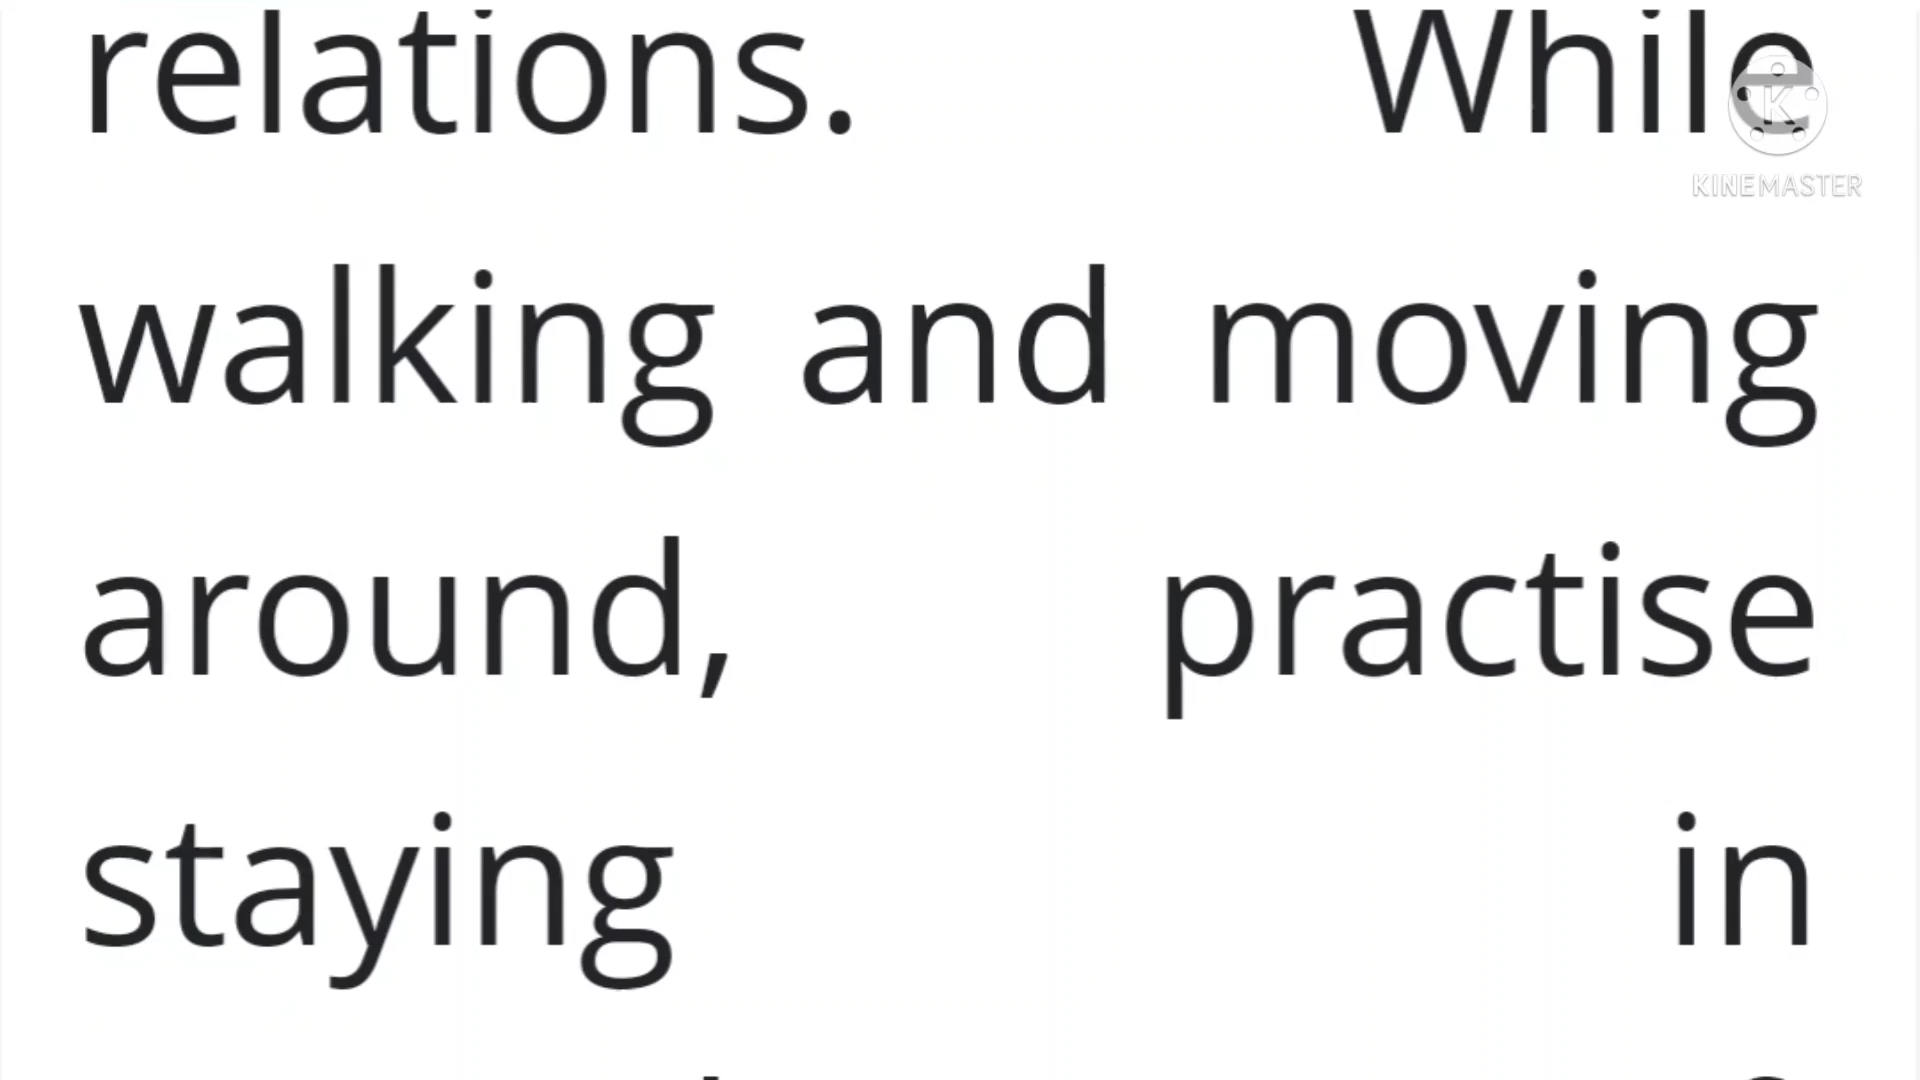 relations. While
KINEMASTER
walking and moving
around, practise
staying in